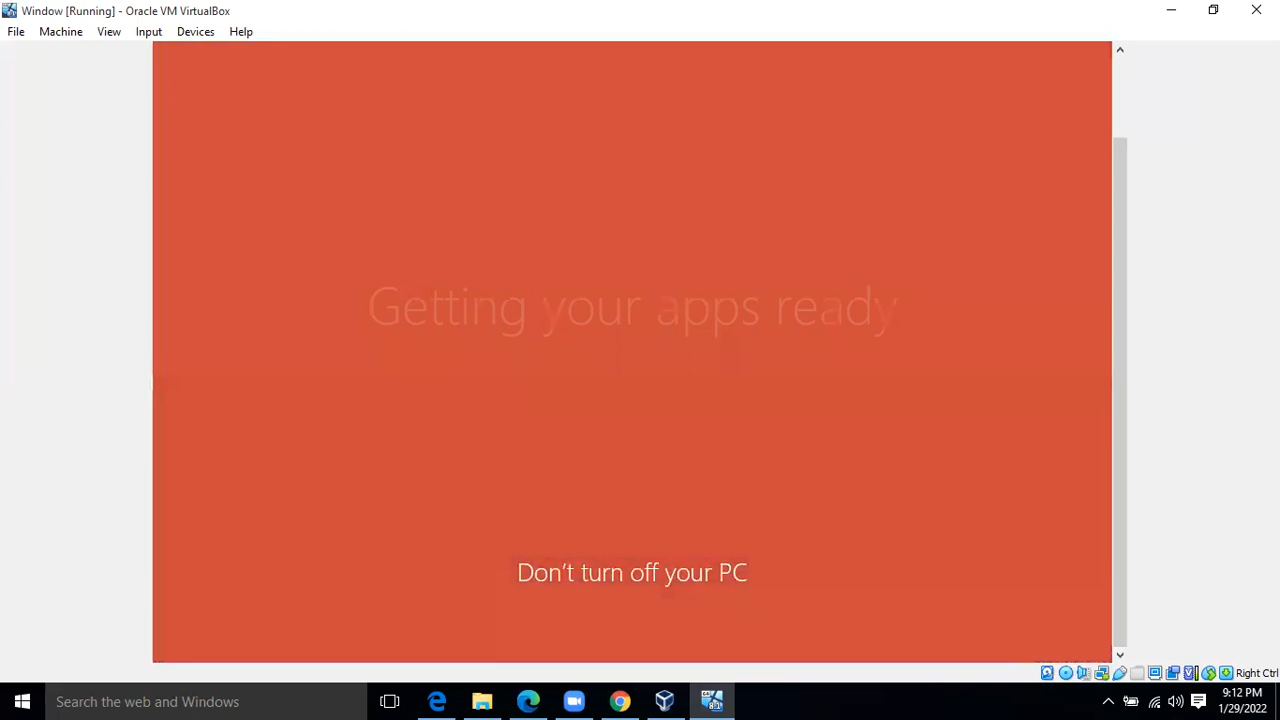 Window [Running] - Oracle VM VirtualBox
File Machine View Input Devices Help
Getting your apps ready
Don't turn off your PC
Right Ctrl
Search the web and Windows
9:12 PM
1/29/2022